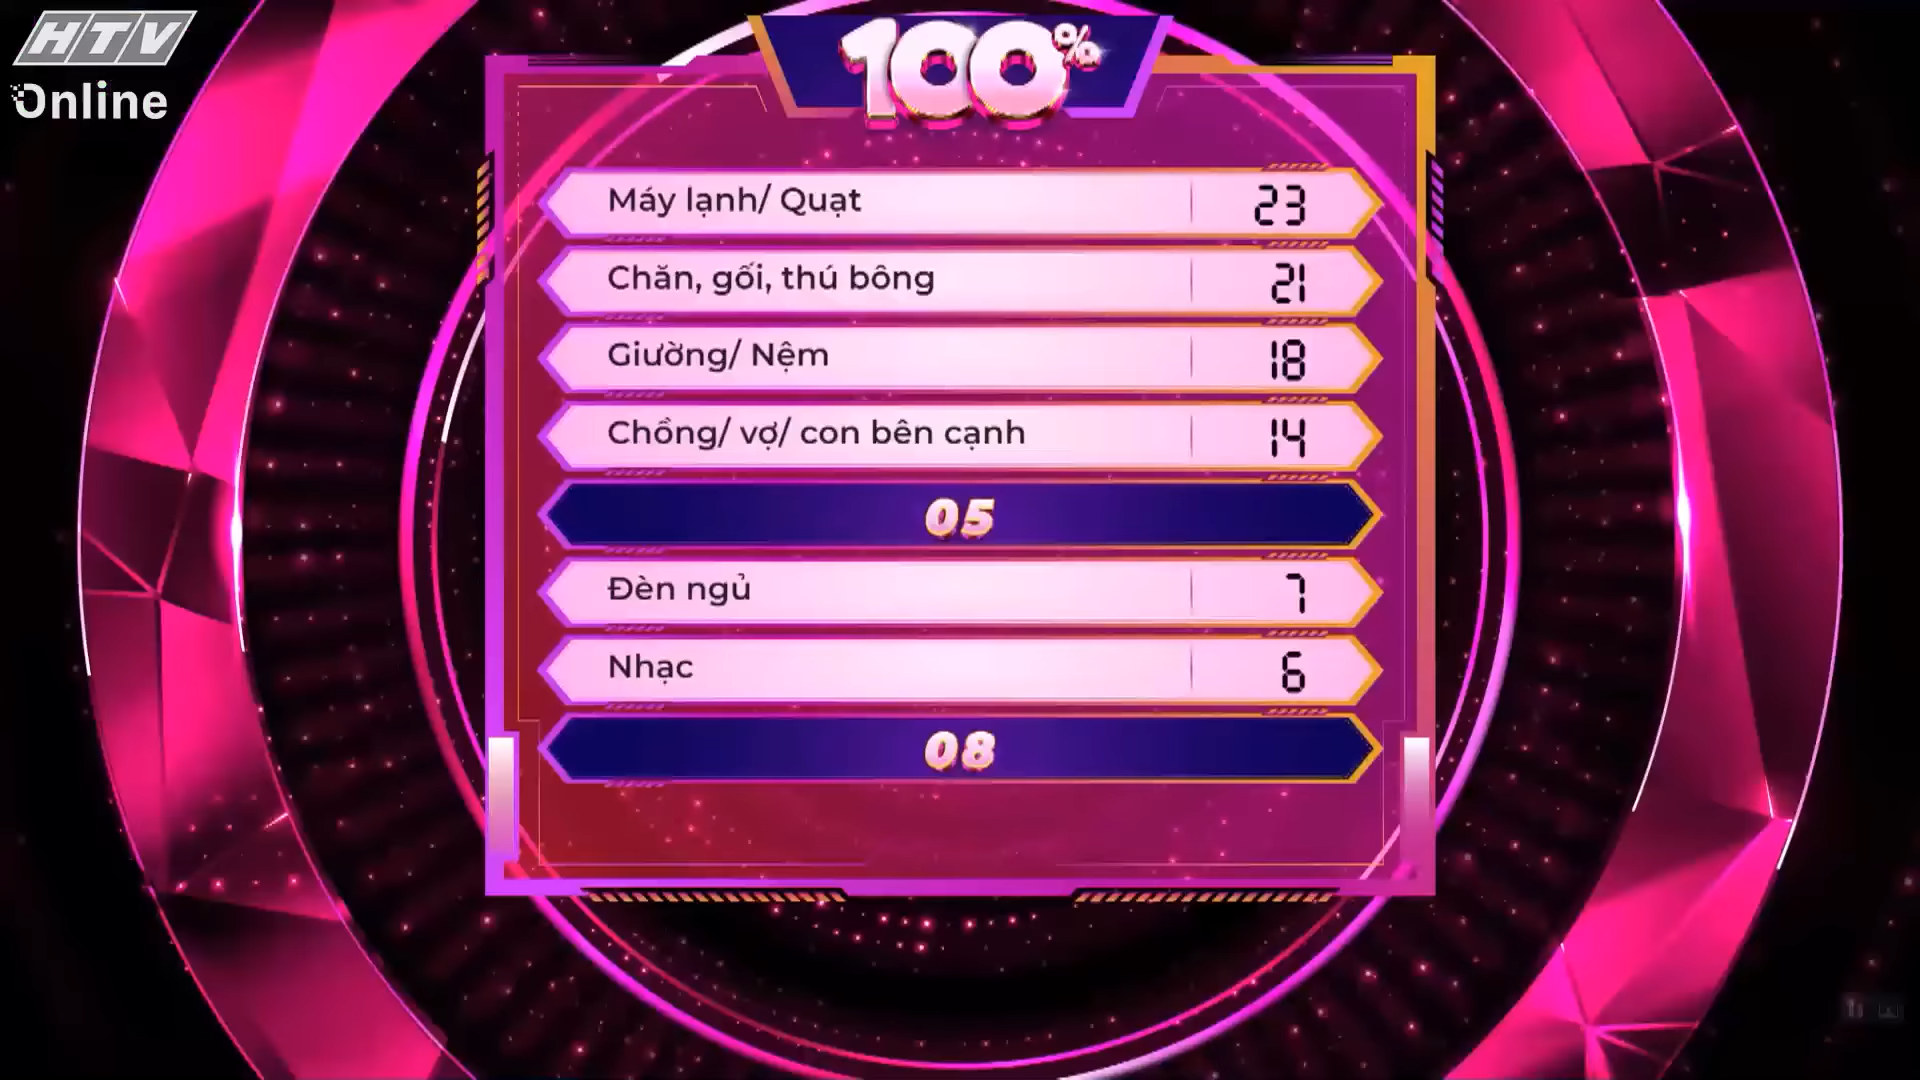 HTV
Online
100%
Máy lạnh/ Quạt 23
Chăn, gối, thú bông 21
Giường/ Nệm 18
Chồng/ vợ/ con bên cạnh 14
05
Đèn ngủ 7
Nhạc 6
08